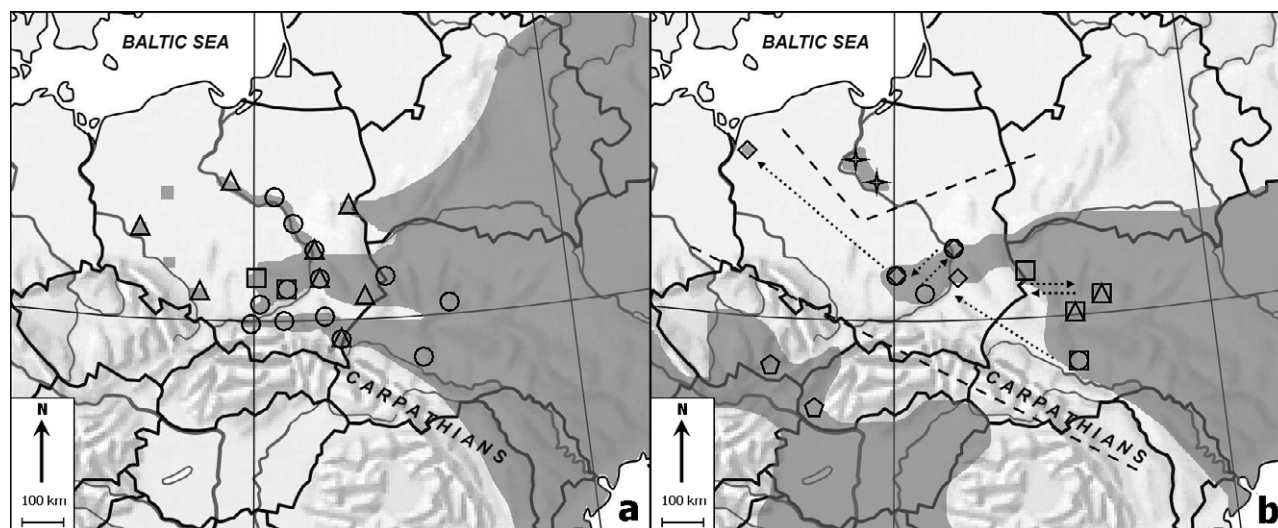 BALTIC SEA
CARPATHIANS
N
100 km
a
BALTIC SEA
CARPATHIANS
N
100 km
b